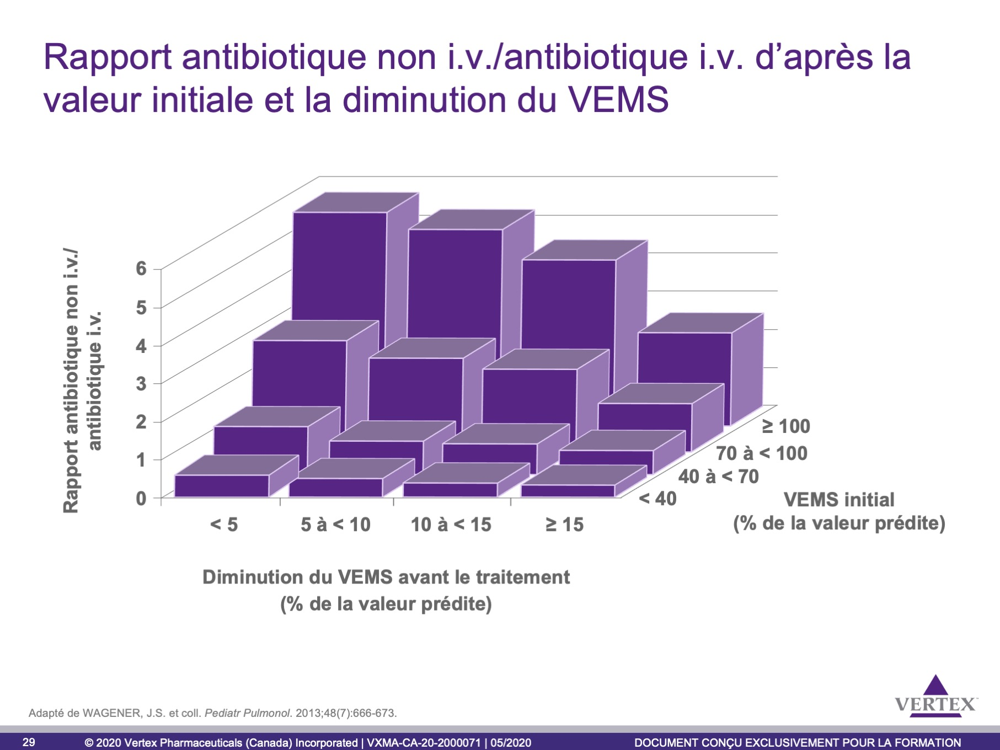 Rapport antibiotique non i.v./antibiotique i.v. d’après la
valeur initiale et la diminution du VEMS
Rapport antibiotique non i.v./
antibiotique i.v.
6
5
4
3
2
1
0
< 5
5 à < 10
10 à < 15
≥ 15
≥ 100
70 à < 100
40 à < 70
< 40
VEMS initial
(% de la valeur prédite)
Diminution du VEMS avant le traitement
(% de la valeur prédite)
VERTEX™
Adapté de WAGENER, J.S. et coll. Pediatr Pulmonol. 2013;48(7):666-673.
29 © 2020 Vertex Pharmaceuticals (Canada) Incorporated | VXMA-CA-20-2000071 | 05/2020 DOCUMENT CONÇU EXCLUSIVEMENT POUR LA FORMATION